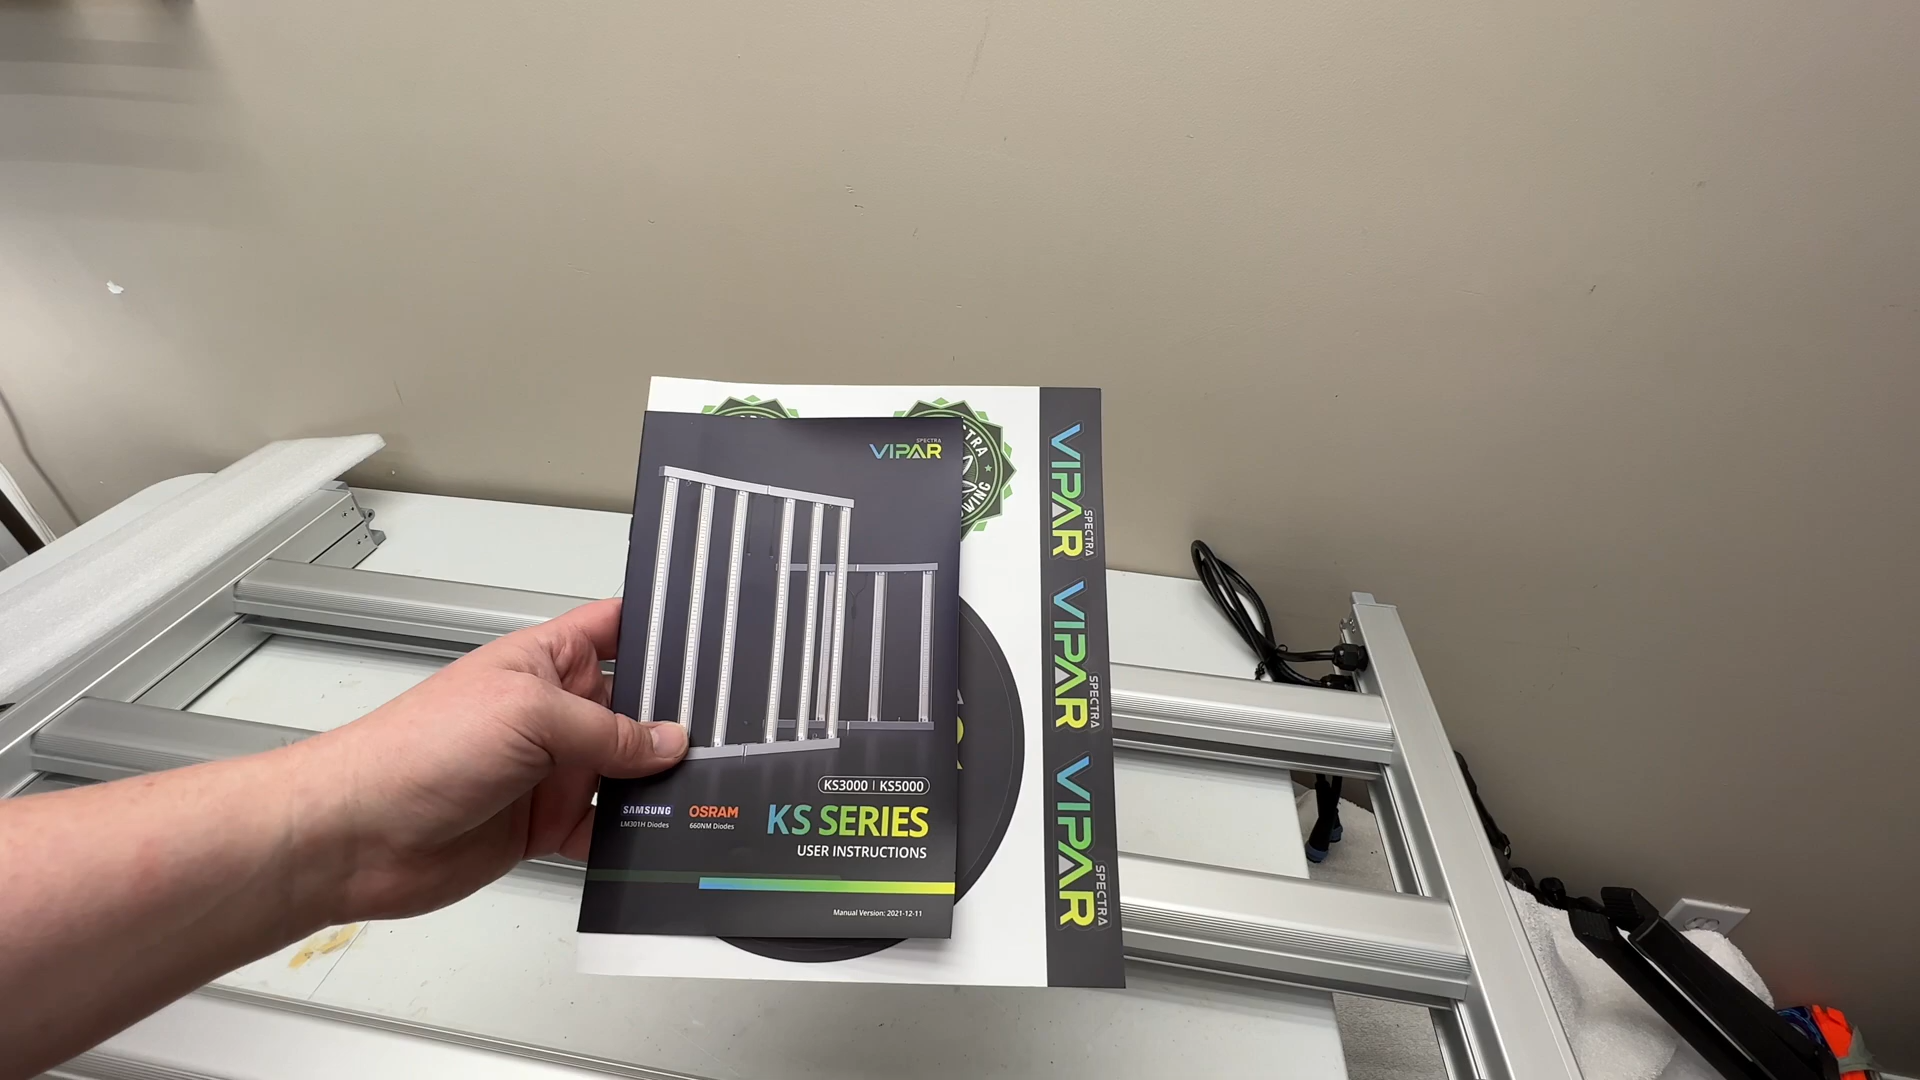 SPECTRA
VIPAR
KS3000 | KS5000
SAMSUNG
LM301H Diodes
OSRAM
660NM Diodes
KS SERIES
USER INSTRUCTIONS
Manual Version: 2021-12-11
VIPAR
SPECTRA
VIPAR
SPECTRA
VIPAR
SPECTRA